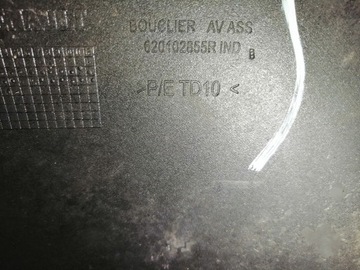 BOUCLIER AV ASS
620102855R IND B
>P/E TD10<